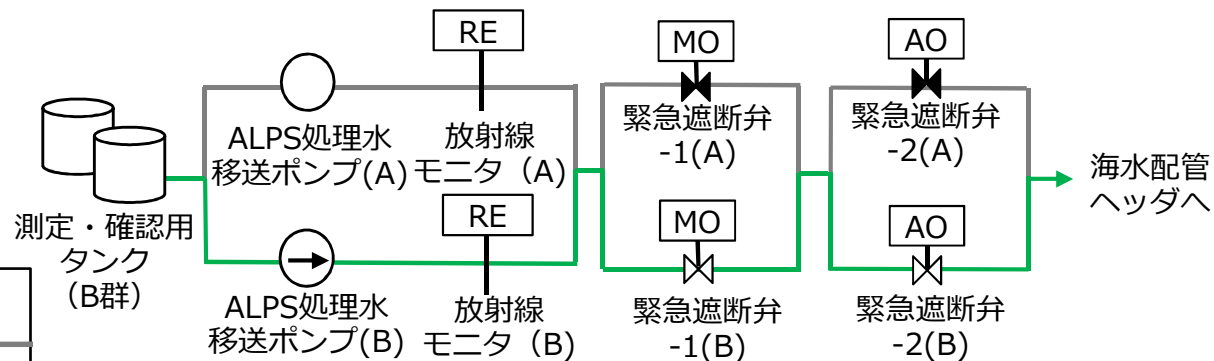 RE
MO
AO
ALPS処理水
移送ポンプ(A)
放射線
モニタ（A）
緊急遮断弁
-1(A)
緊急遮断弁
-2(A)
測定・確認用
タンク
（B群）
RE
MO
AO
海水配管
ヘッダへ
ALPS処理水
移送ポンプ(B)
放射線
モニタ（B）
緊急遮断弁
-1(B)
緊急遮断弁
-2(B)